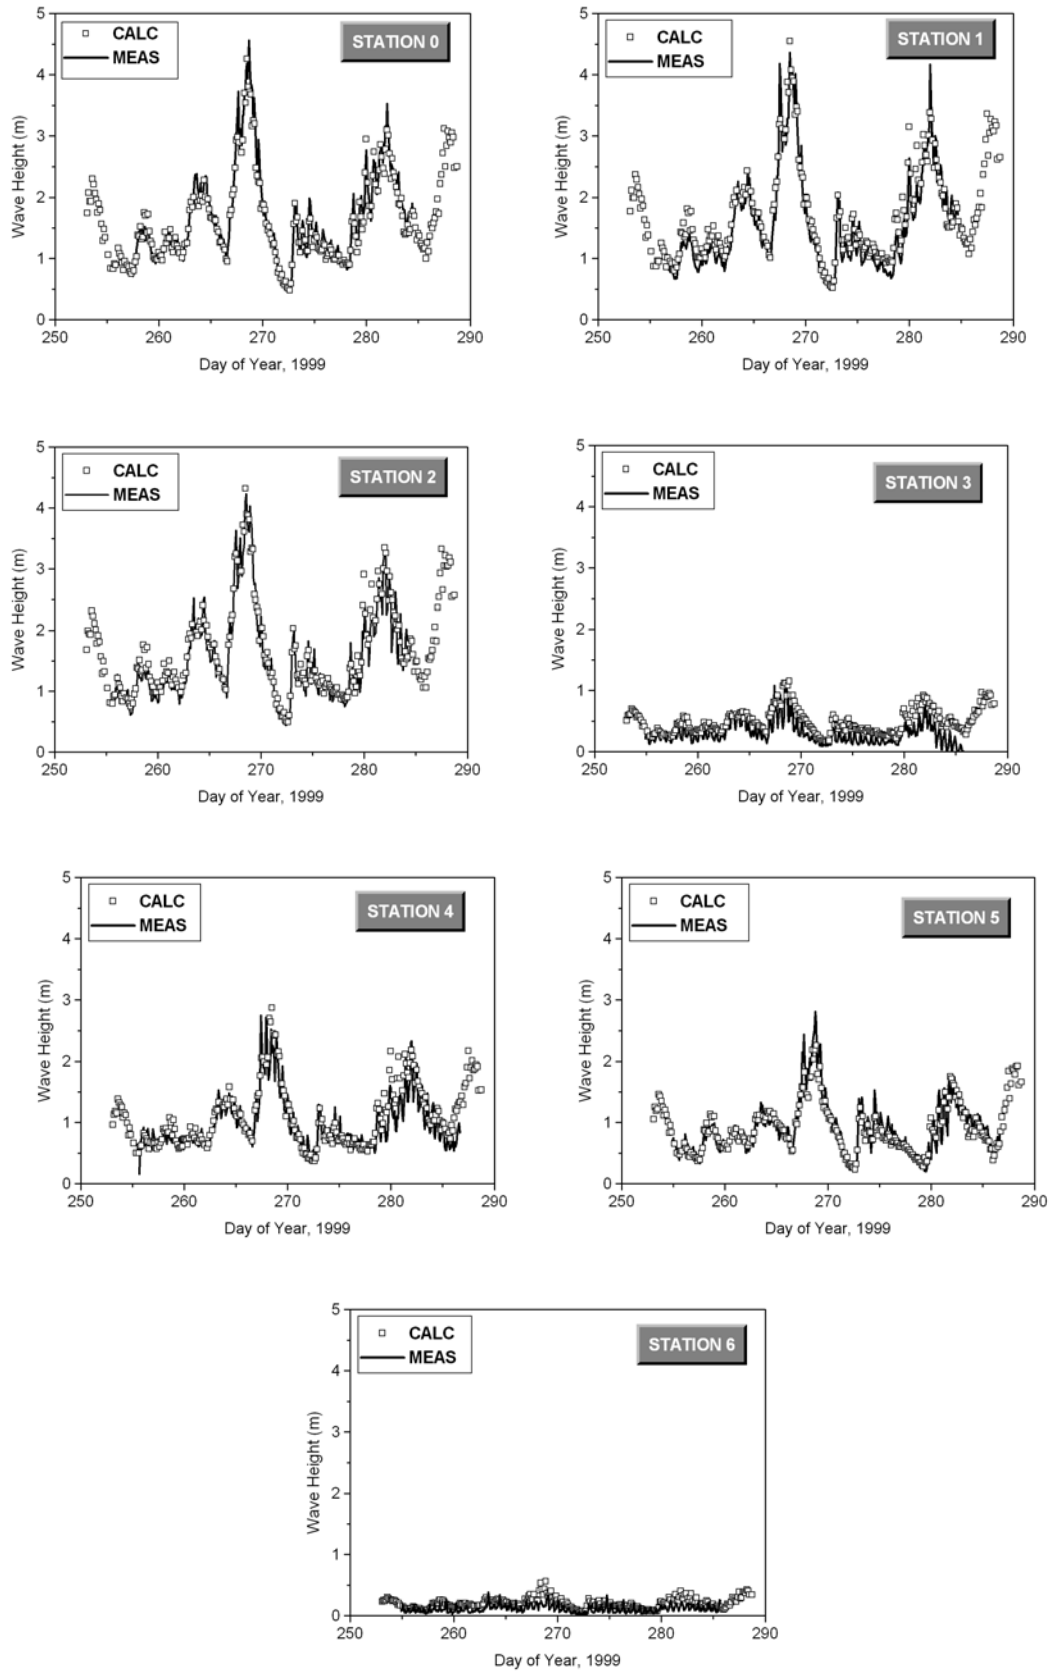 5
CALC
MEAS
STATION 0
4
3
2
1
0
Wave Height (m)
250
260
270
280
290
Day of Year, 1999
5
CALC
MEAS
STATION 1
4
3
2
1
0
Wave Height (m)
250
260
270
280
290
Day of Year, 1999
5
CALC
MEAS
STATION 2
4
3
2
1
0
Wave Height (m)
250
260
270
280
290
Day of Year, 1999
5
CALC
MEAS
STATION 3
4
3
2
1
0
Wave Height (m)
250
260
270
280
290
Day of Year, 1999
5
CALC
MEAS
STATION 4
4
3
2
1
0
Wave Height (m)
250
260
270
280
290
Day of Year, 1999
5
CALC
MEAS
STATION 5
4
3
2
1
0
Wave Height (m)
250
260
270
280
290
Day of Year, 1999
5
CALC
MEAS
STATION 6
4
3
2
1
0
Wave Height (m)
250
260
270
280
290
Day of Year, 1999